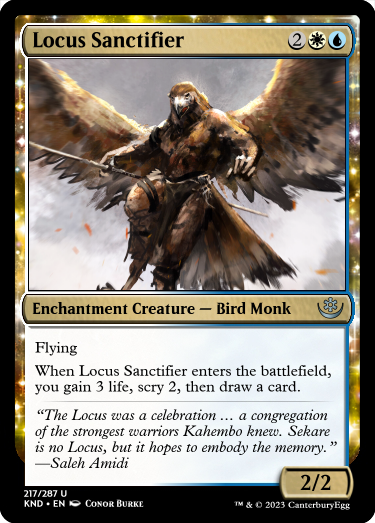 Locus Sanctifier 2
Enchantment Creature — Bird Monk
Flying
When Locus Sanctifier enters the battlefield,
you gain 3 life, scry 2, then draw a card.
“The Locus was a celebration … a congregation
of the strongest warriors Kahembo knew. Sekare
is no Locus, but it hopes to embody the memory.”
—Saleh Amidi
2/2
217/287 U
KND • EN Conor Burke
™ & © 2023 CanterburyEgg